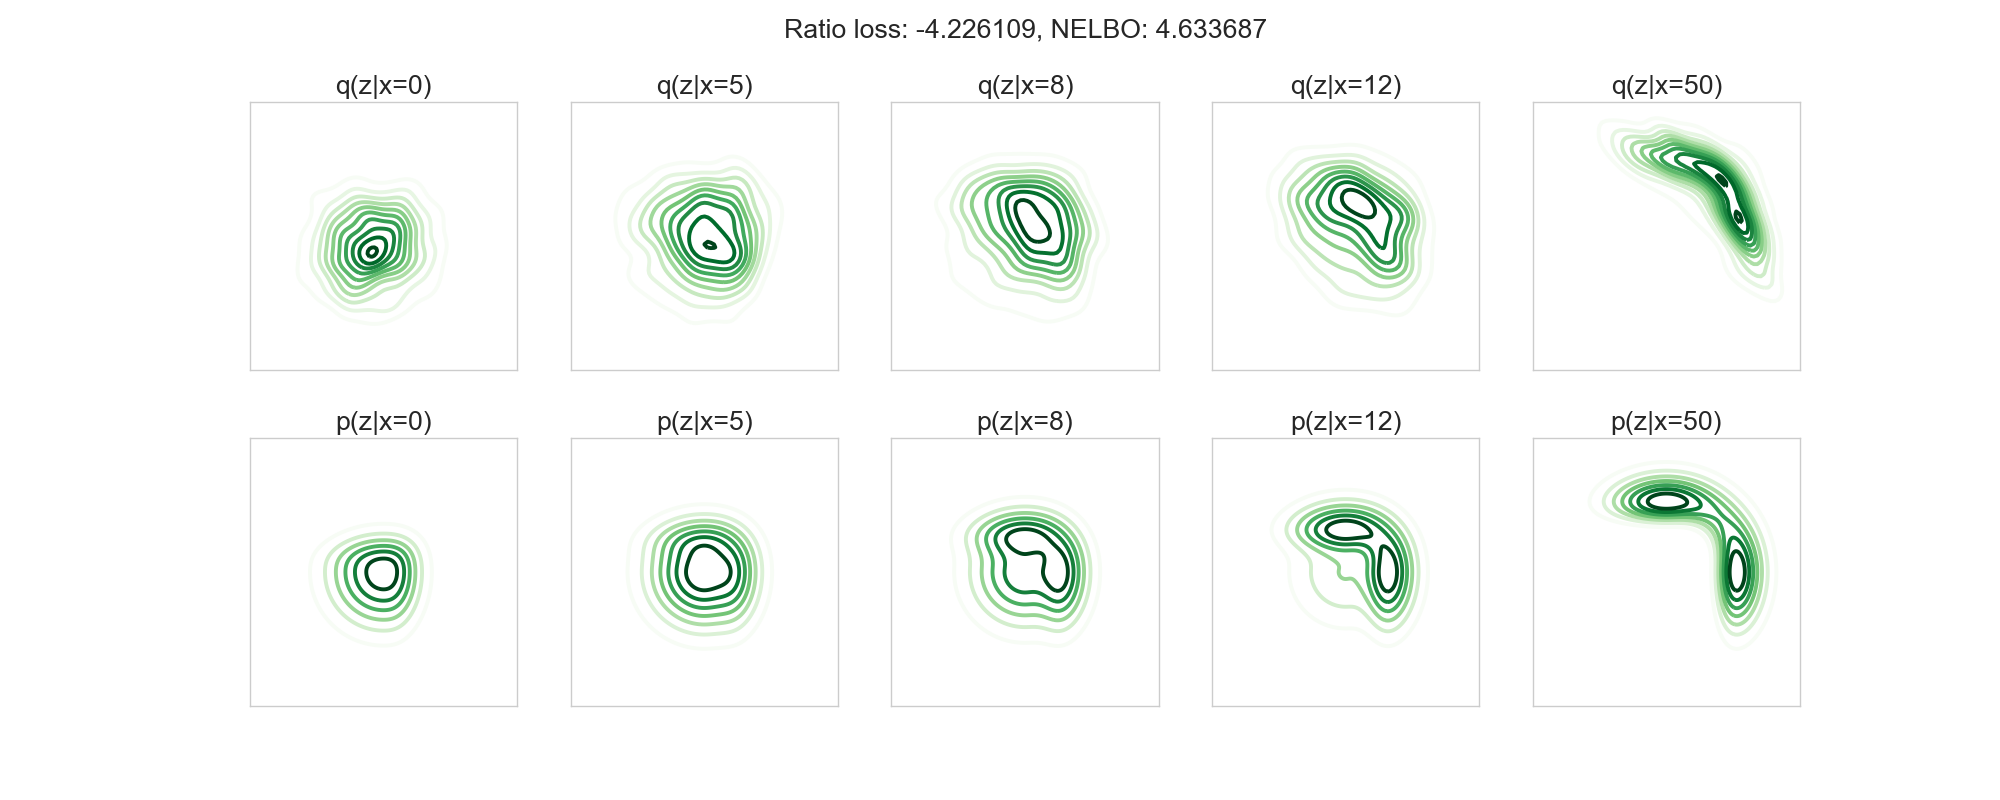 Ratio loss: -4.226109, NELBO: 4.633687
q(z|x=0) q(z|x=5) q(z|x=8) q(z|x=12) q(z|x=50)
p(z|x=0) p(z|x=5) p(z|x=8) p(z|x=12) p(z|x=50)